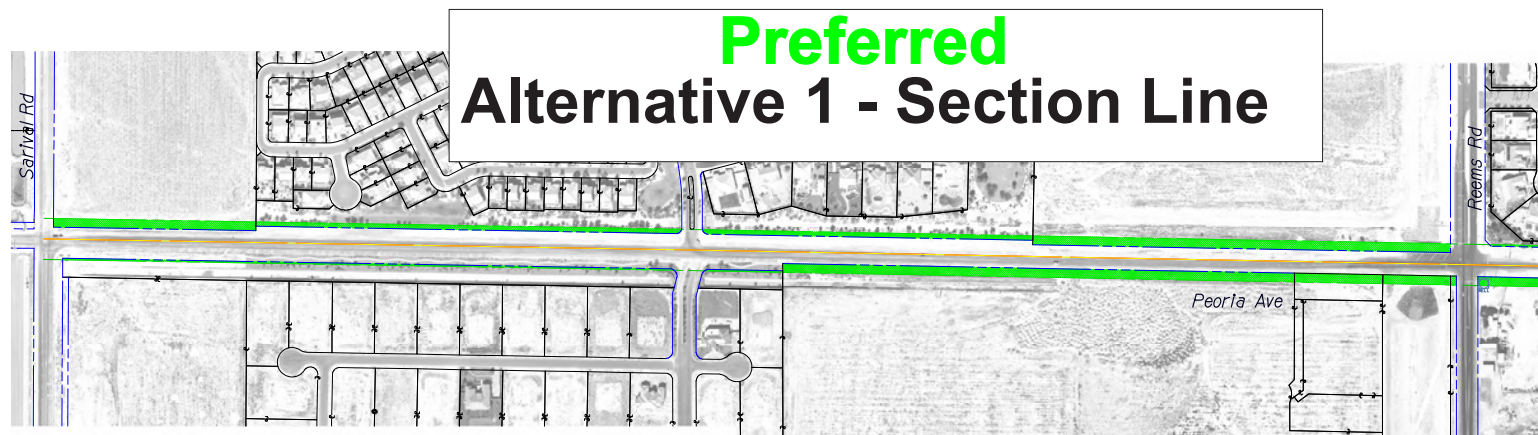 Preferred
Alternative 1 - Section Line
Sarival Rd
Reems Rd
Peoria Ave